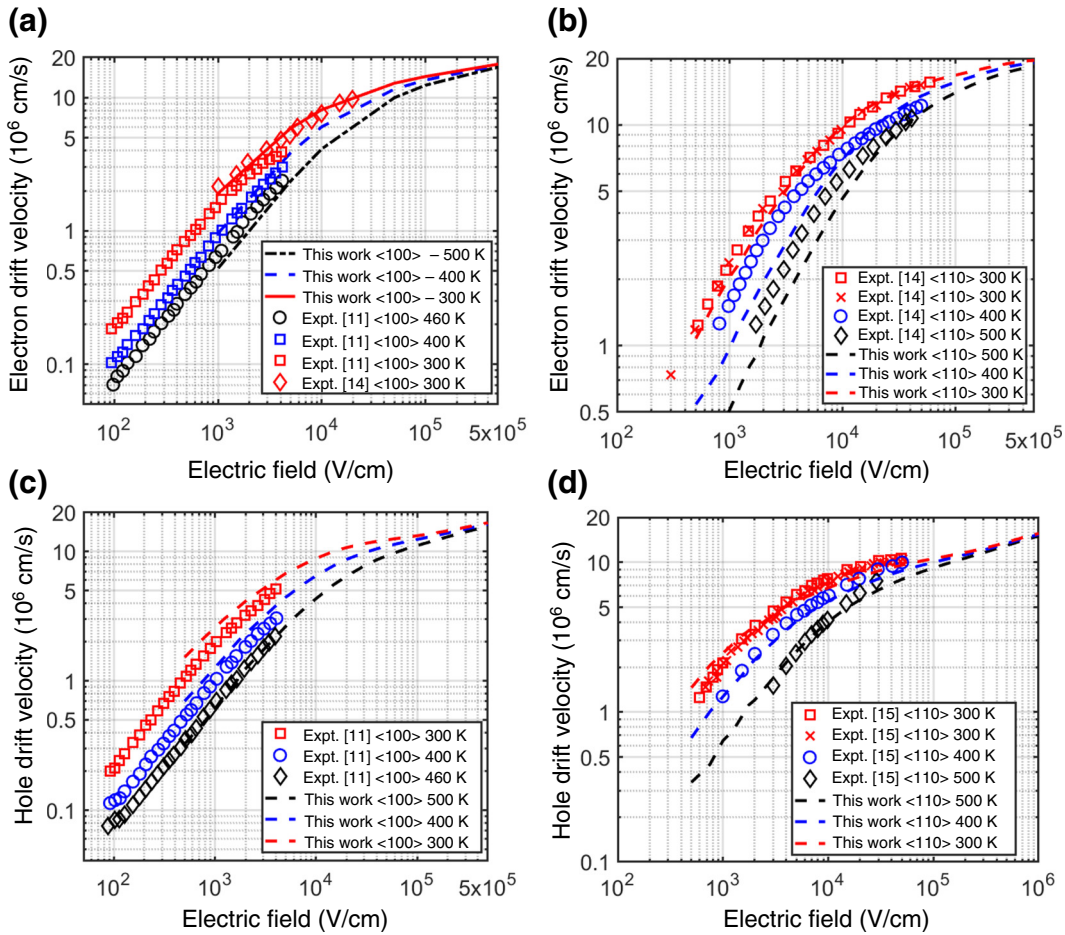 (a)
Electron drift velocity (10⁶ cm/s)
20
10
5
1
0.5
0.1
This work <100> – 500 K
This work <100> – 400 K
This work <100> – 300 K
Expt. [11] <100> 460 K
Expt. [11] <100> 400 K
Expt. [11] <100> 300 K
Expt. [14] <100> 300 K
10² 10³ 10⁴ 10⁵ 5x10⁵
Electric field (V/cm)
(b)
Electron drift velocity (10⁶ cm/s)
20
10
5
1
0.5
Expt. [14] <110> 300 K
Expt. [14] <110> 300 K
Expt. [14] <110> 400 K
Expt. [14] <110> 500 K
This work <110> 500 K
This work <110> 400 K
This work <110> 300 K
10² 10³ 10⁴ 10⁵ 5x10⁵
Electric field (V/cm)
(c)
Hole drift velocity (10⁶ cm/s)
20
10
5
1
0.5
0.1
Expt. [11] <100> 300 K
Expt. [11] <100> 400 K
Expt. [11] <100> 460 K
This work <100> 500 K
This work <100> 400 K
This work <100> 300 K
10² 10³ 10⁴ 10⁵ 5x10⁵
Electric field (V/cm)
(d)
Hole drift velocity (10⁶ cm/s)
20
10
5
1
0.5
0.1
Expt. [15] <110> 300 K
Expt. [15] <110> 300 K
Expt. [15] <110> 400 K
Expt. [15] <110> 500 K
This work <110> 500 K
This work <110> 400 K
This work <110> 300 K
10² 10³ 10⁴ 10⁵ 10⁶
Electric field (V/cm)